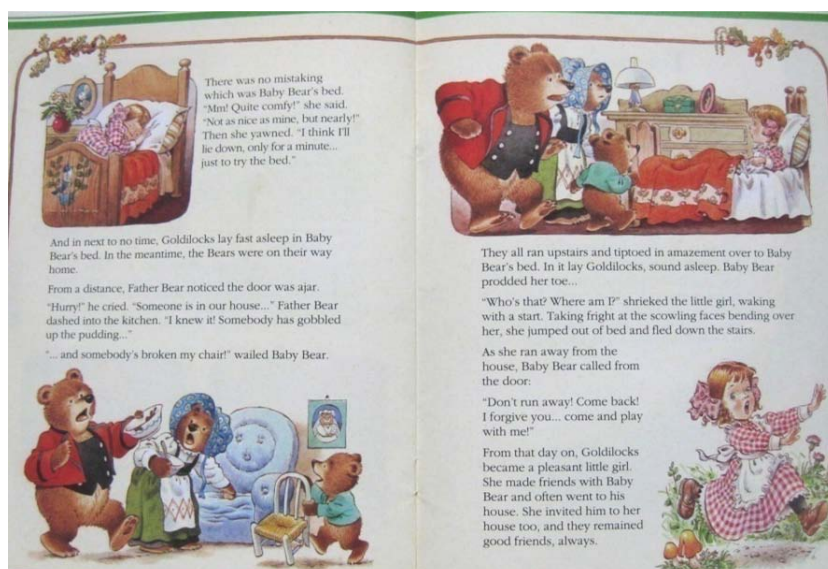 There was no mistaking
which was Baby Bear's bed.
"Mm! Quite comfy!" she said.
"Not as nice as mine, but nearly!"
Then she yawned. "I think I'll
lie down, only for a minute...
just to try the bed."
And in next to no time, Goldilocks lay fast asleep in Baby
Bear's bed. In the meantime, the Bears were on their way
home.
From a distance, Father Bear noticed the door was ajar.
"Hurry!" he cried. "Someone is in our house..." Father Bear
dashed into the kitchen. "I knew it! Somebody has gobbled
up the pudding..."
"... and somebody's broken my chair!" wailed Baby Bear.
They all ran upstairs and tiptoed in amazement over to Baby
Bear's bed. In it lay Goldilocks, sound asleep. Baby Bear
prodded her toe...
"Who's that? Where am I?" shrieked the little girl, waking
with a start. Taking fright at the scowling faces bending over
her, she jumped out of bed and fled down the stairs.
As she ran away from the
house, Baby Bear called from
the door:
"Don't run away! Come back!
I forgive you... come and play
with me!"
From that day on, Goldilocks
became a pleasant little girl.
She made friends with Baby
Bear and often went to his
house. She invited him to her
house too, and they remained
good friends, always.